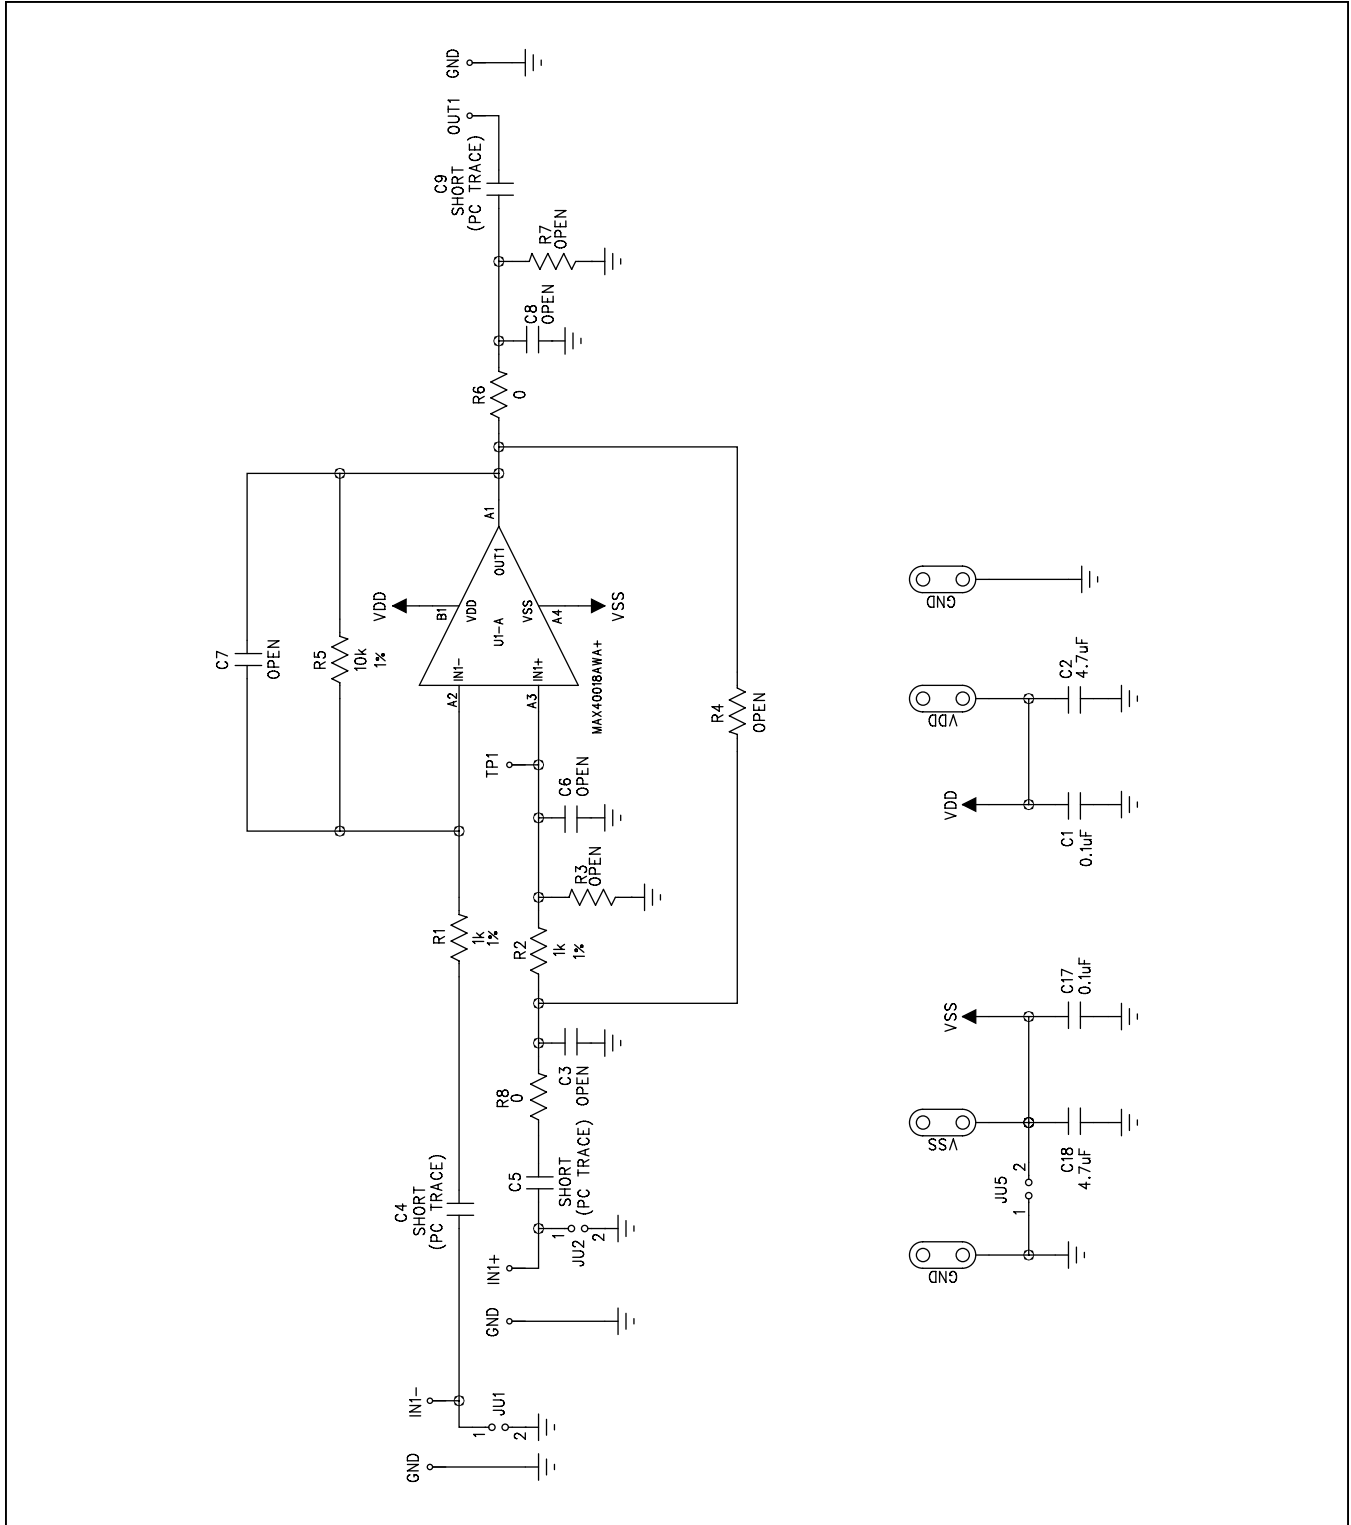 GND
OUT1
C9
SHORT
(PC TRACE)
R7
OPEN
C8
OPEN
R6
0
A1
OUT1
C7
OPEN
R5
10k
1%
VDD
B1
VDD
U1-A
VSS
A4
VSS
IN1-
IN1+
A2
A3
MAX40018AWA+
R4
OPEN
TP1
C6
OPEN
R3
OPEN
R1
1k
1%
R2
1k
1%
C3
OPEN
R8
0
C4
SHORT
(PC TRACE)
C5
SHORT
(PC TRACE)
IN1+
1
2
JU2
GND
IN1-
1
2
JU1
GND
GND
VDD
C2
4.7uF
VDD
C1
0.1uF
VSS
C17
0.1uF
VSS
C18
4.7uF
JU5
1
2
GND